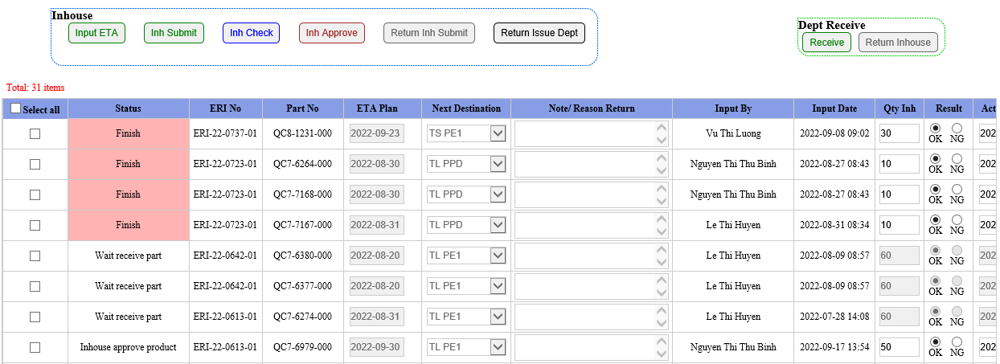 Inhouse
Input ETA Inh Submit Inh Check Inh Approve Return Inh Submit Return Issue Dept
Dept Receive
Receive Return Inhouse
Total: 31 items
Select all Status ERI No Part No ETA Plan Next Destination Note/ Reason Return Input By Input Date Qty Inh Result Act
Finish ERI-22-0737-01 QC8-1231-000 2022-09-23 TS PE1 Vu Thi Luong 2022-09-08 09:02 30 OK NG 202
Finish ERI-22-0723-01 QC7-6264-000 2022-08-30 TL PPD Nguyen Thi Thu Binh 2022-08-27 08:43 10 OK NG 202
Finish ERI-22-0723-01 QC7-7168-000 2022-08-30 TL PPD Nguyen Thi Thu Binh 2022-08-27 08:43 10 OK NG 202
Finish ERI-22-0723-01 QC7-7167-000 2022-08-31 TL PPD Le Thi Huyen 2022-08-31 08:34 10 OK NG 202
Wait receive part ERI-22-0642-01 QC7-6380-000 2022-08-20 TL PE1 Le Thi Huyen 2022-08-09 08:57 60 OK NG 202
Wait receive part ERI-22-0642-01 QC7-6377-000 2022-08-20 TL PE1 Le Thi Huyen 2022-08-09 08:57 60 OK NG 202
Wait receive part ERI-22-0613-01 QC7-6274-000 2022-08-31 TL PE1 Le Thi Huyen 2022-07-28 14:08 60 OK NG 202
Inhouse approve product ERI-22-0613-01 QC7-6979-000 2022-09-30 TL PE1 Nguyen Thi Thu Binh 2022-09-17 13:54 50 OK NG 202